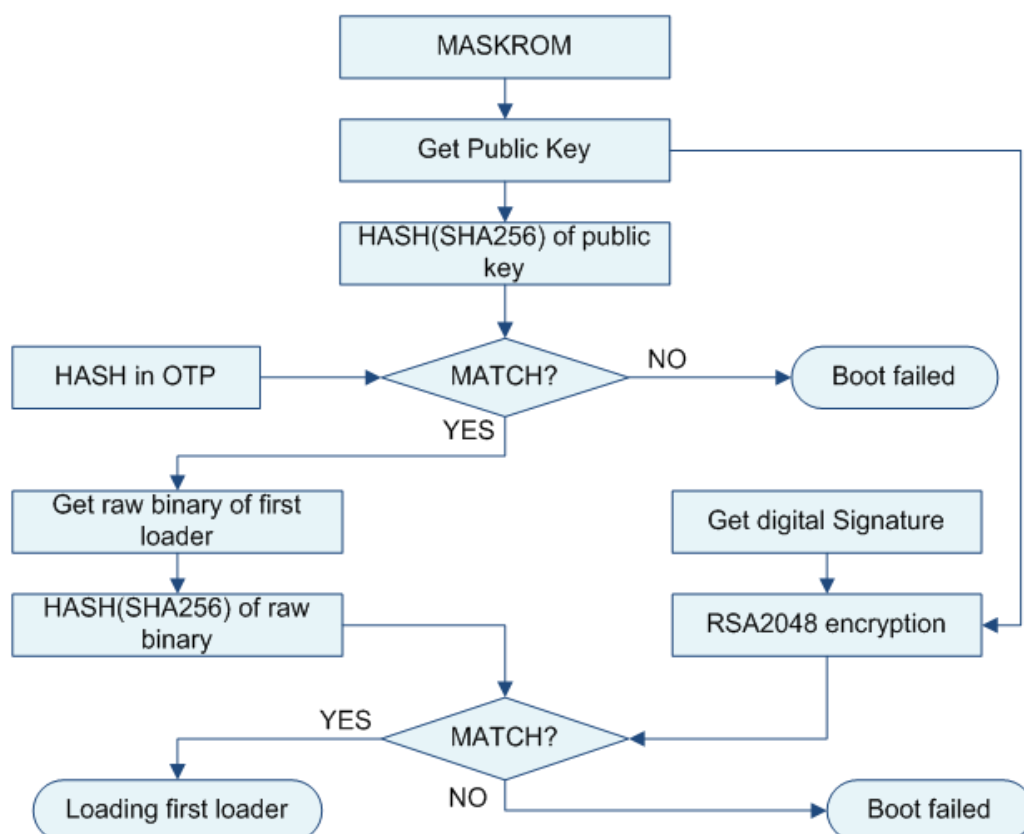 MASKROM
Get Public Key
HASH(SHA256) of public
key
HASH in OTP
MATCH?
NO
Boot failed
YES
Get raw binary of first
loader
Get digital Signature
HASH(SHA256) of raw
binary
RSA2048 encryption
YES
MATCH?
NO
Loading first loader
Boot failed